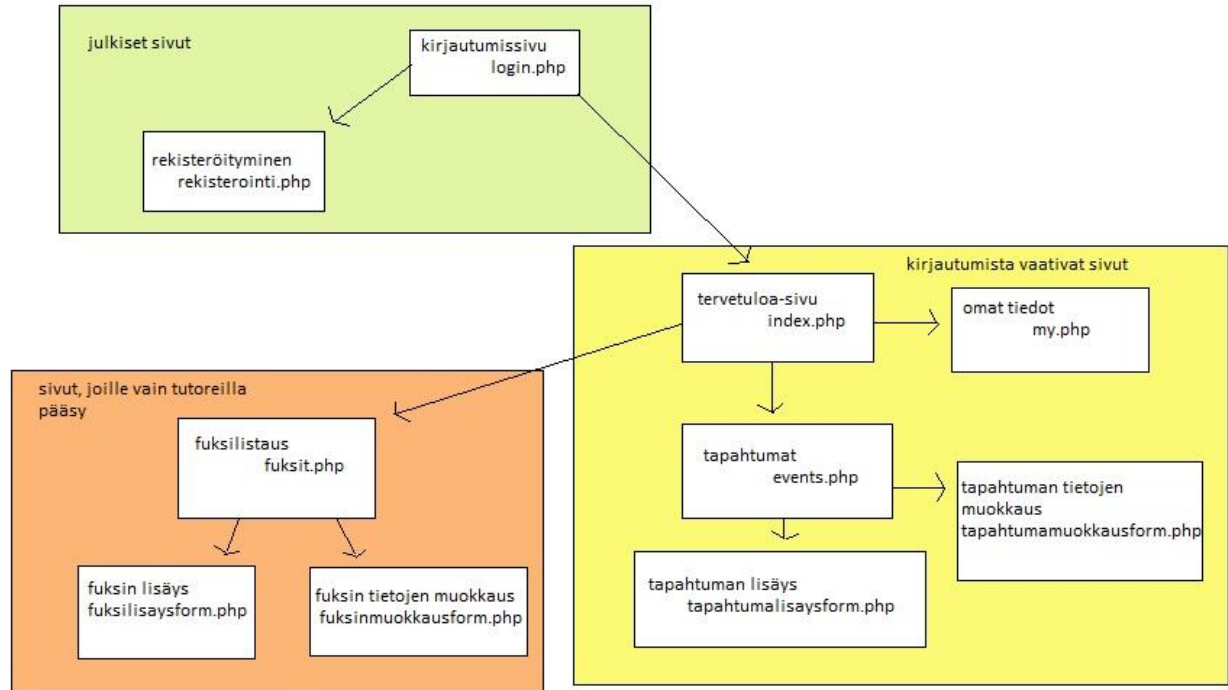 julkiset sivut
kirjautumissivu
login.php
rekisteröityminen
rekisterointi.php
kirjautumista vaativat sivut
tervetuloa-sivu
index.php
omat tiedot
my.php
tapahtumat
events.php
tapahtuman tietojen
muokkaus
tapahtumamuokkausform.php
tapahtuman lisäys
tapahtumalisaysform.php
sivut, joille vain tutoreilla
pääsy
fuksilistaus
fuksit.php
fuksin lisäys
fuksilisaysform.php
fuksin tietojen muokkaus
fuksinmuokkausform.php